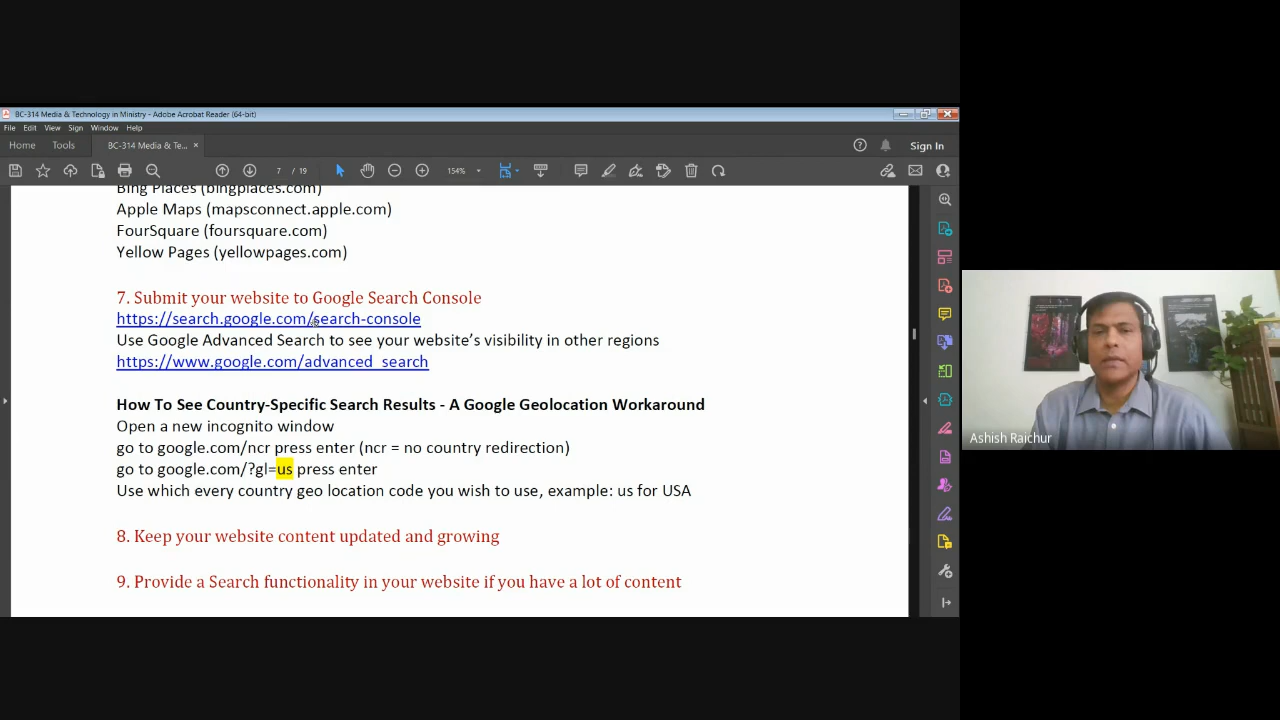 BC-314 Media & Technology in Ministry - Adobe Acrobat Reader (64-bit)
File Edit View Sign Window Help
Home Tools BC-314 Media & Te... × Sign In
7 / 19 154%
Bing Places (bingplaces.com)
Apple Maps (mapsconnect.apple.com)
FourSquare (foursquare.com)
Yellow Pages (yellowpages.com)
7. Submit your website to Google Search Console
https://search.google.com/search-console
Use Google Advanced Search to see your website's visibility in other regions
https://www.google.com/advanced_search
How To See Country-Specific Search Results - A Google Geolocation Workaround
Open a new incognito window
go to google.com/ncr press enter (ncr = no country redirection)
go to google.com/?gl=us press enter
Use which every country geo location code you wish to use, example: us for USA
8. Keep your website content updated and growing
9. Provide a Search functionality in your website if you have a lot of content
Ashish Raichur